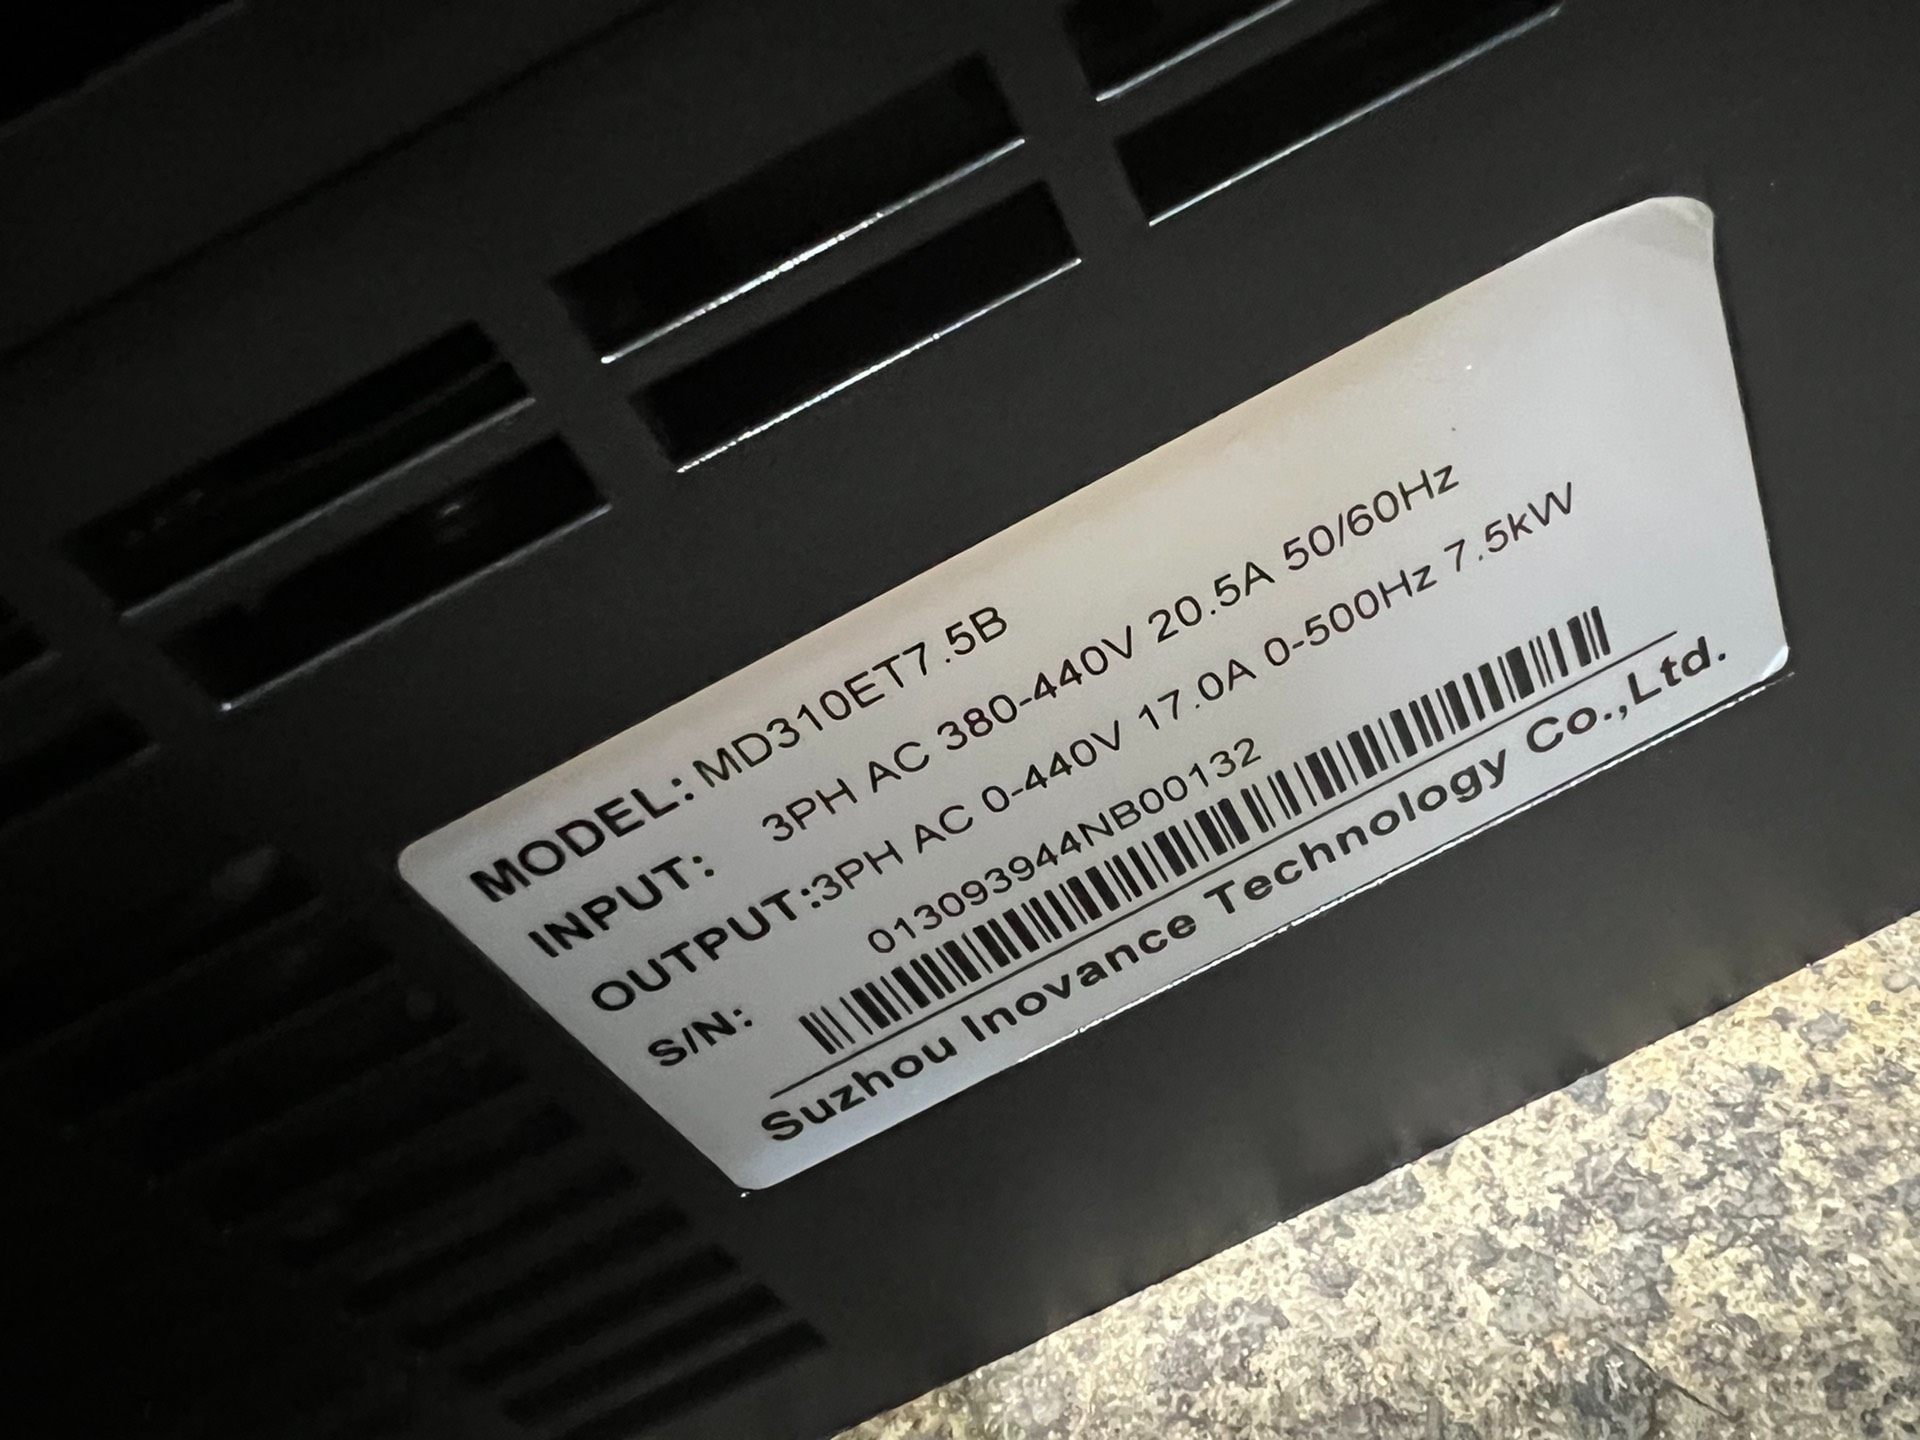 MODEL: MD310ET7.5B
INPUT: 3PH AC 380-440V 20.5A 50/60Hz
OUTPUT:3PH AC 0-440V 17.0A 0-500Hz 7.5kW
013093944NB00132
S/N:
Suzhou Inovance Technology Co.,Ltd.